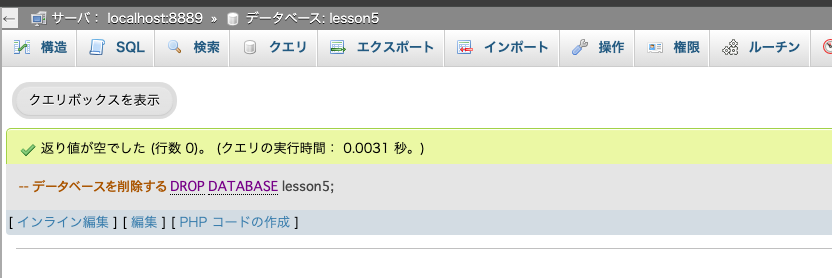 ← サーバ： localhost:8889 » データベース: lesson5
構造 SQL 検索 クエリ エクスポート インポート 操作 権限 ルーチン
クエリボックスを表示
返り値が空でした (行数 0)。 (クエリの実行時間： 0.0031 秒。)
-- データベースを削除する DROP DATABASE lesson5;
[ インライン編集 ] [ 編集 ] [ PHP コードの作成 ]